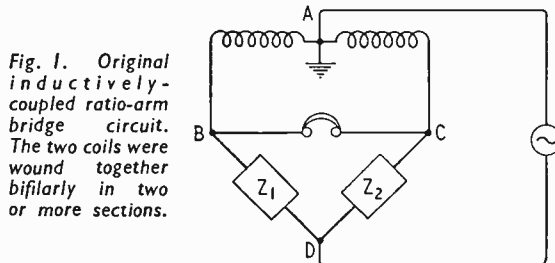 Fig. 1. Original
inductively-
coupled ratio-arm
bridge circuit.
The two coils were
wound together
bifilarly in two
or more sections.
A
B
C
Z1
Z2
D